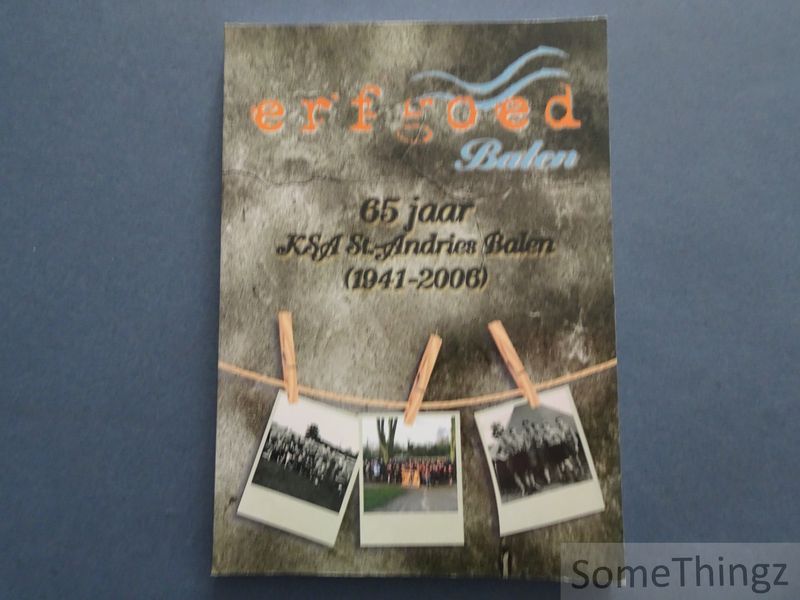 erfgoed
Balen
65 jaar
KSA St.-Andries Balen
(1941-2006)
SomeThingz